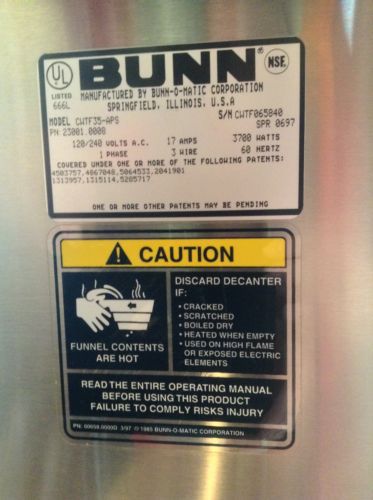 UL
LISTED
666L
BUNN®
NSF®
MANUFACTURED BY BUNN-O-MATIC CORPORATION
SPRINGFIELD, ILLINOIS, U.S.A
MODEL CWTF35-APS S/N CWTF065840
PN:23001.0008 SPR 0697
120/240 VOLTS A.C. 17 AMPS 3700 WATTS
1 PHASE 3 WIRE 60 HERTZ
COVERED UNDER ONE OR MORE OF THE FOLLOWING PATENTS:
4503757,4867048,5064533,2041901
1313957,1315114,5285717
ONE OR MORE OTHER PATENTS MAY BE PENDING
CAUTION
FUNNEL CONTENTS
ARE HOT
DISCARD DECANTER
IF:
• CRACKED
• SCRATCHED
• BOILED DRY
• HEATED WHEN EMPTY
• USED ON HIGH FLAME
OR EXPOSED ELECTRIC
ELEMENTS
READ THE ENTIRE OPERATING MANUAL
BEFORE USING THIS PRODUCT
FAILURE TO COMPLY RISKS INJURY
PN: 00658.0000D 3/97 © 1985 BUNN-O-MATIC CORPORATION